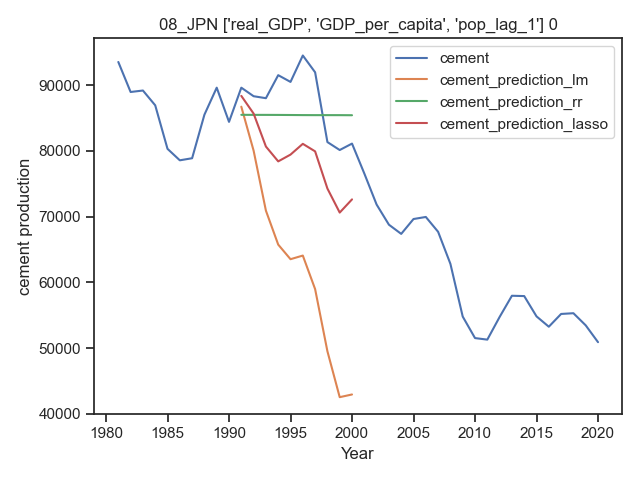 08_JPN ['real_GDP', 'GDP_per_capita', 'pop_lag_1'] 0
cement
cement_prediction_lm
cement_prediction_rr
cement_prediction_lasso
90000
80000
70000
60000
50000
40000
cement production
1980 1985 1990 1995 2000 2005 2010 2015 2020
Year